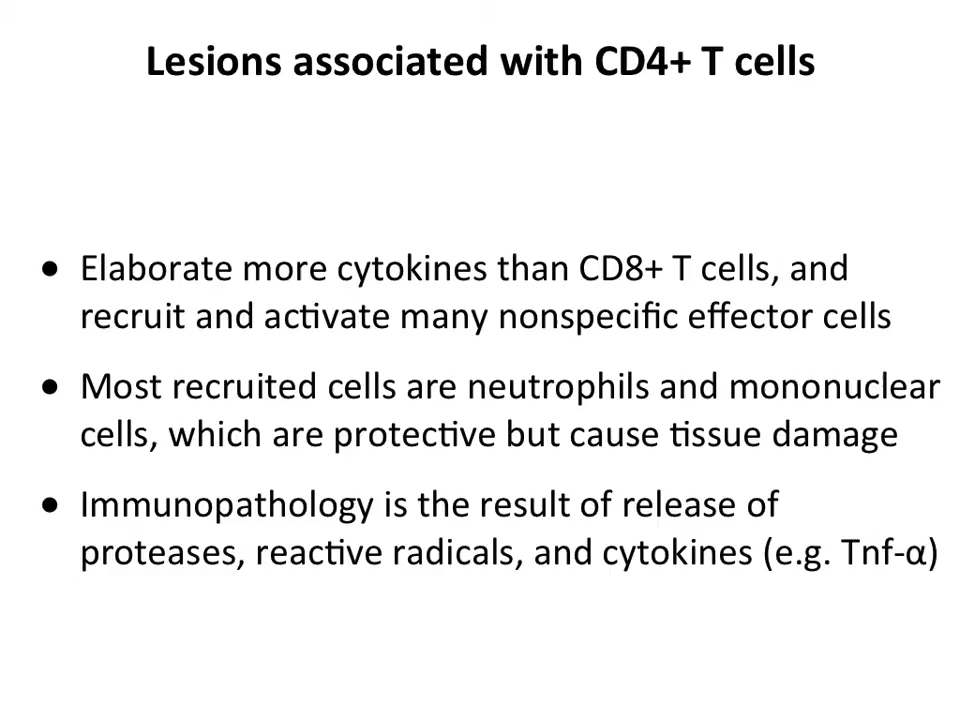 Lesions associated with CD4+ T cells
• Elaborate more cytokines than CD8+ T cells, and
recruit and activate many nonspecific effector cells
• Most recruited cells are neutrophils and mononuclear
cells, which are protective but cause tissue damage
• Immunopathology is the result of release of
proteases, reactive radicals, and cytokines (e.g. Tnf-α)